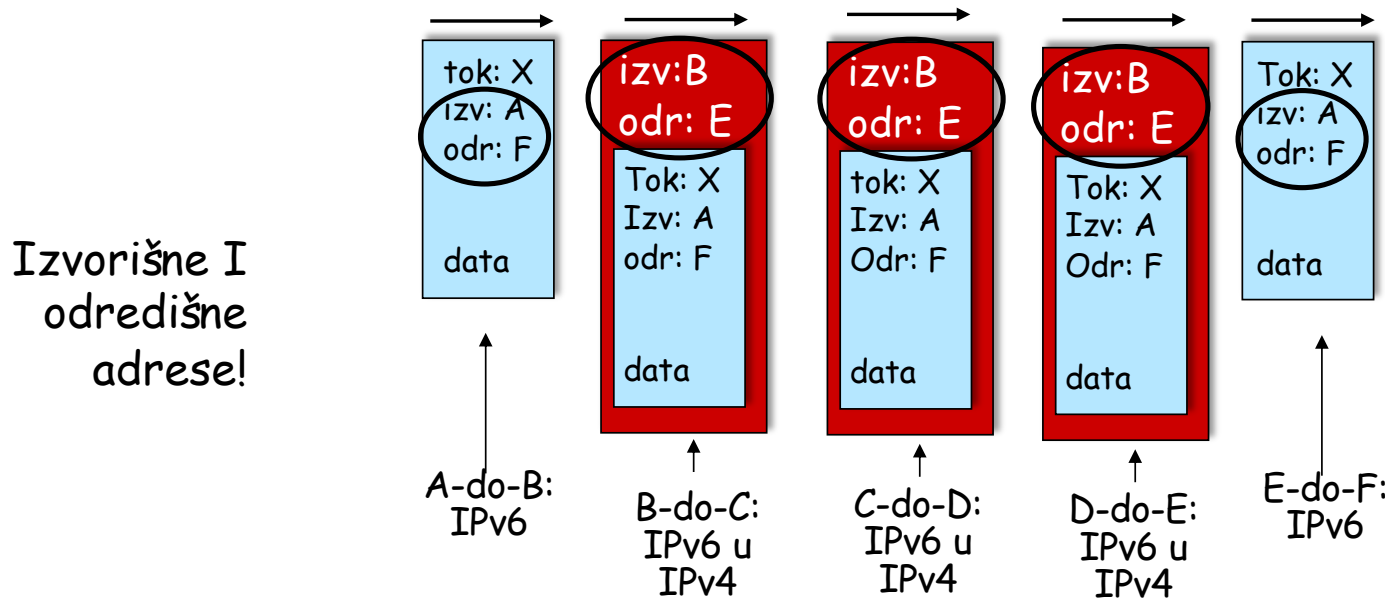 Izvorišne I
odredišne
adrese!
tok: X
izv: A
odr: F
data
A-do-B:
IPv6
izv:B
odr: E
Tok: X
Izv: A
odr: F
data
B-do-C:
IPv6 u
IPv4
izv:B
odr: E
tok: X
Izv: A
Odr: F
data
C-do-D:
IPv6 u
IPv4
izv:B
odr: E
Tok: X
Izv: A
Odr: F
data
D-do-E:
IPv6 u
IPv4
Tok: X
izv: A
odr: F
data
E-do-F:
IPv6